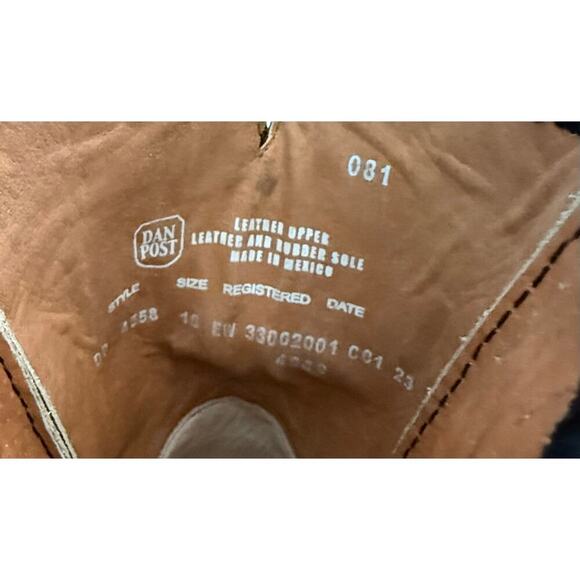 081
DAN
POST
LEATHER UPPER
LEATHER AND RUBBER SOLE
MADE IN MEXICO
STYLE SIZE REGISTERED DATE
EW 33002001 23